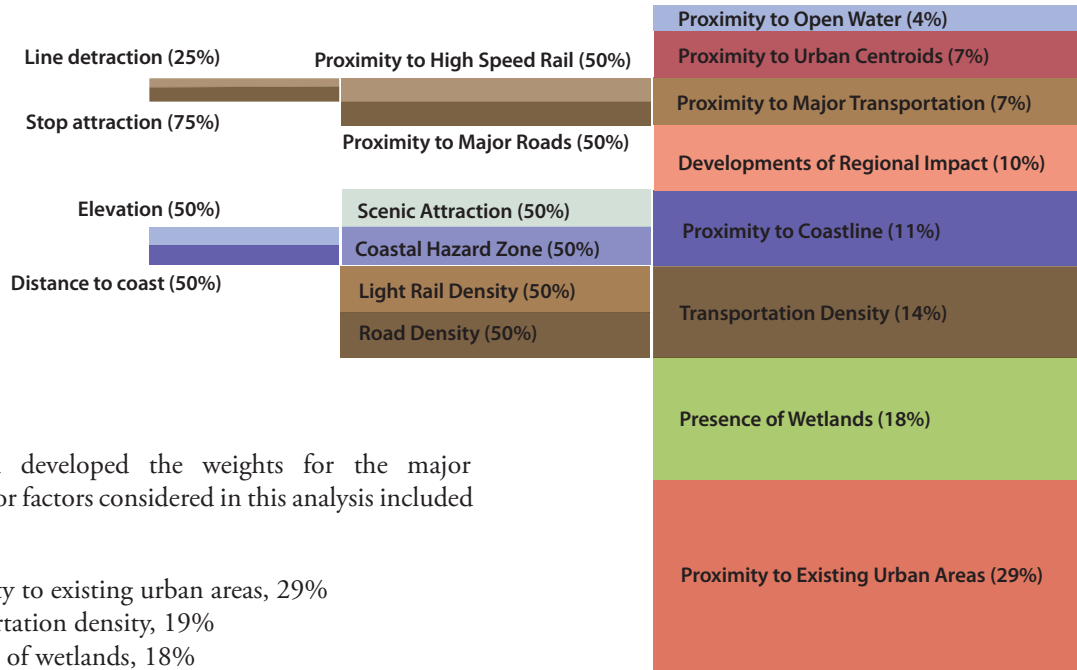 Proximity to Open Water (4%)
Line detraction (25%)
Proximity to High Speed Rail (50%)
Proximity to Urban Centroids (7%)
Proximity to Major Transportation (7%)
Stop attraction (75%)
Proximity to Major Roads (50%)
Developments of Regional Impact (10%)
Elevation (50%)
Scenic Attraction (50%)
Proximity to Coastline (11%)
Coastal Hazard Zone (50%)
Distance to coast (50%)
Light Rail Density (50%)
Transportation Density (14%)
Road Density (50%)
Presence of Wetlands (18%)
developed the weights for the major
or factors considered in this analysis included
Proximity to Existing Urban Areas (29%)
ty to existing urban areas, 29%
rtation density, 19%
of wetlands, 18%